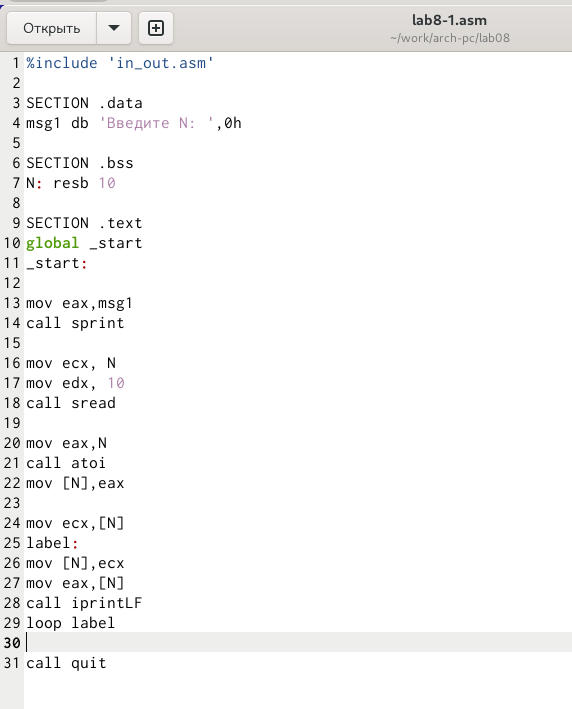 Открыть
lab8-1.asm
~/work/arch-pc/lab08
1 %include 'in_out.asm'
2
3 SECTION .data
4 msg1 db 'Введите N: ',0h
5
6 SECTION .bss
7 N: resb 10
8
9 SECTION .text
10 global _start
11 _start:
12
13 mov eax,msg1
14 call sprint
15
16 mov ecx, N
17 mov edx, 10
18 call sread
19
20 mov eax,N
21 call atoi
22 mov [N],eax
23
24 mov ecx,[N]
25 label:
26 mov [N],ecx
27 mov eax,[N]
28 call iprintLF
29 loop label
30
31 call quit